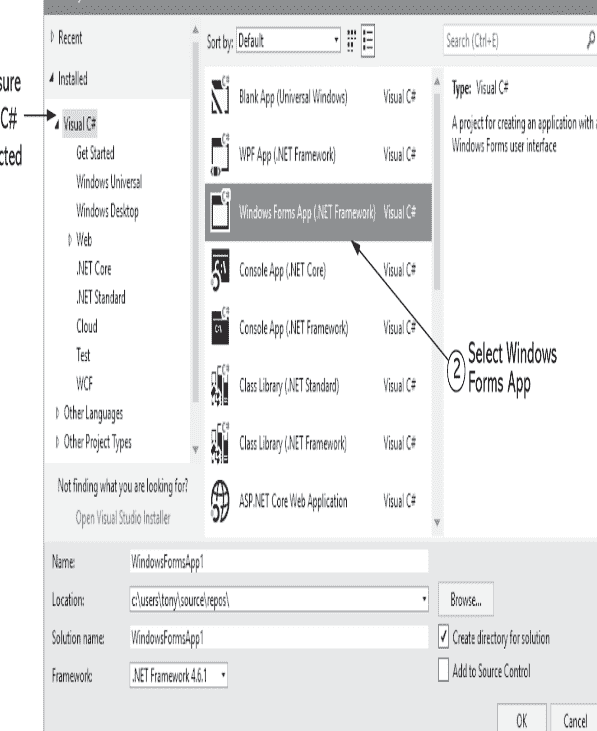 Recent
Sort by: Default
Search (Ctrl+E)
Installed
C#
Visual C#
Get Started
Windows Universal
Windows Desktop
Web
.NET Core
.NET Standard
Cloud
Test
WCF
Other Languages
Other Project Types
Not finding what you are looking for?
Open Visual Studio Installer
Blank App (Universal Windows) Visual C#
WPF App (.NET Framework) Visual C#
Windows Forms App (.NET Framework) Visual C#
Console App (.NET Core) Visual C#
Console App (.NET Framework) Visual C#
Class Library (.NET Standard) Visual C#
Class Library (.NET Framework) Visual C#
ASP.NET Core Web Application Visual C#
Type: Visual C#
A project for creating an application with a
Windows Forms user interface
2 Select Windows
Forms App
Name: WindowsFormsApp1
Location: c:\users\tony\source\repos\ Browse...
Solution name: WindowsFormsApp1 Create directory for solution
Framework: .NET Framework 4.6.1 Add to Source Control
OK Cancel